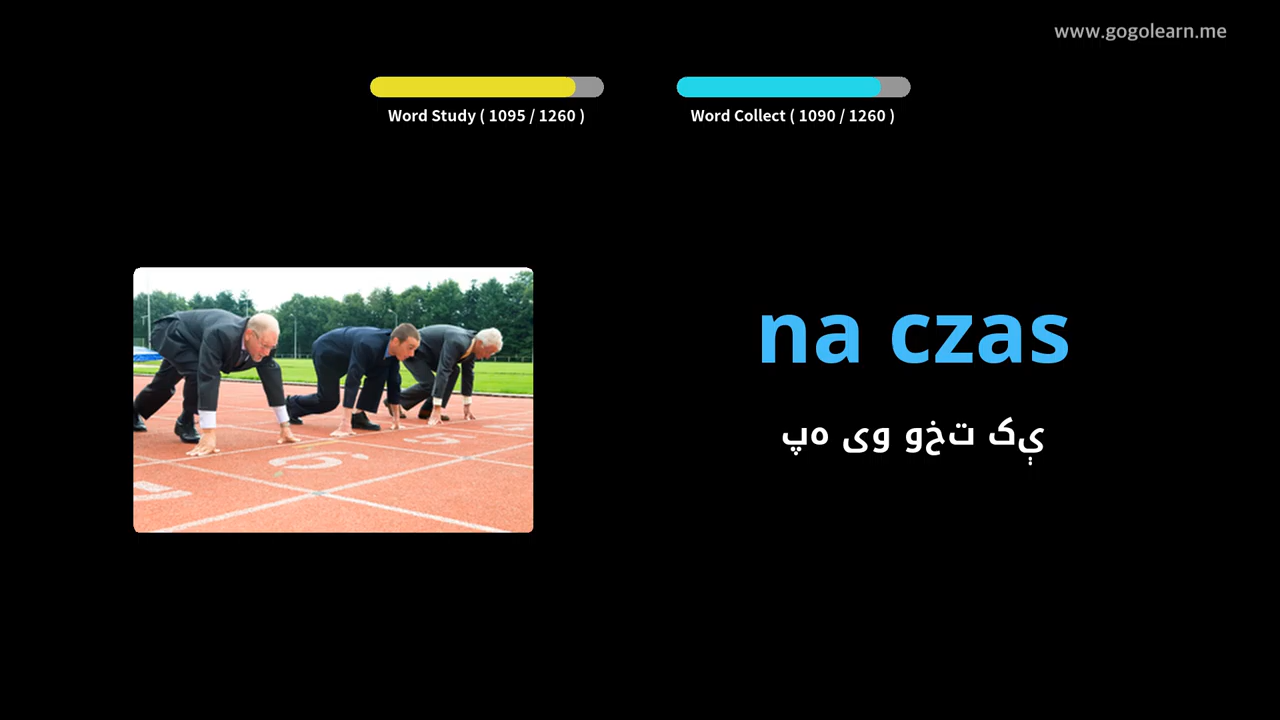 www.gogolearn.me
Word Study ( 1095 / 1260 )
Word Collect ( 1090 / 1260 )
na czas
په یو وخت کې